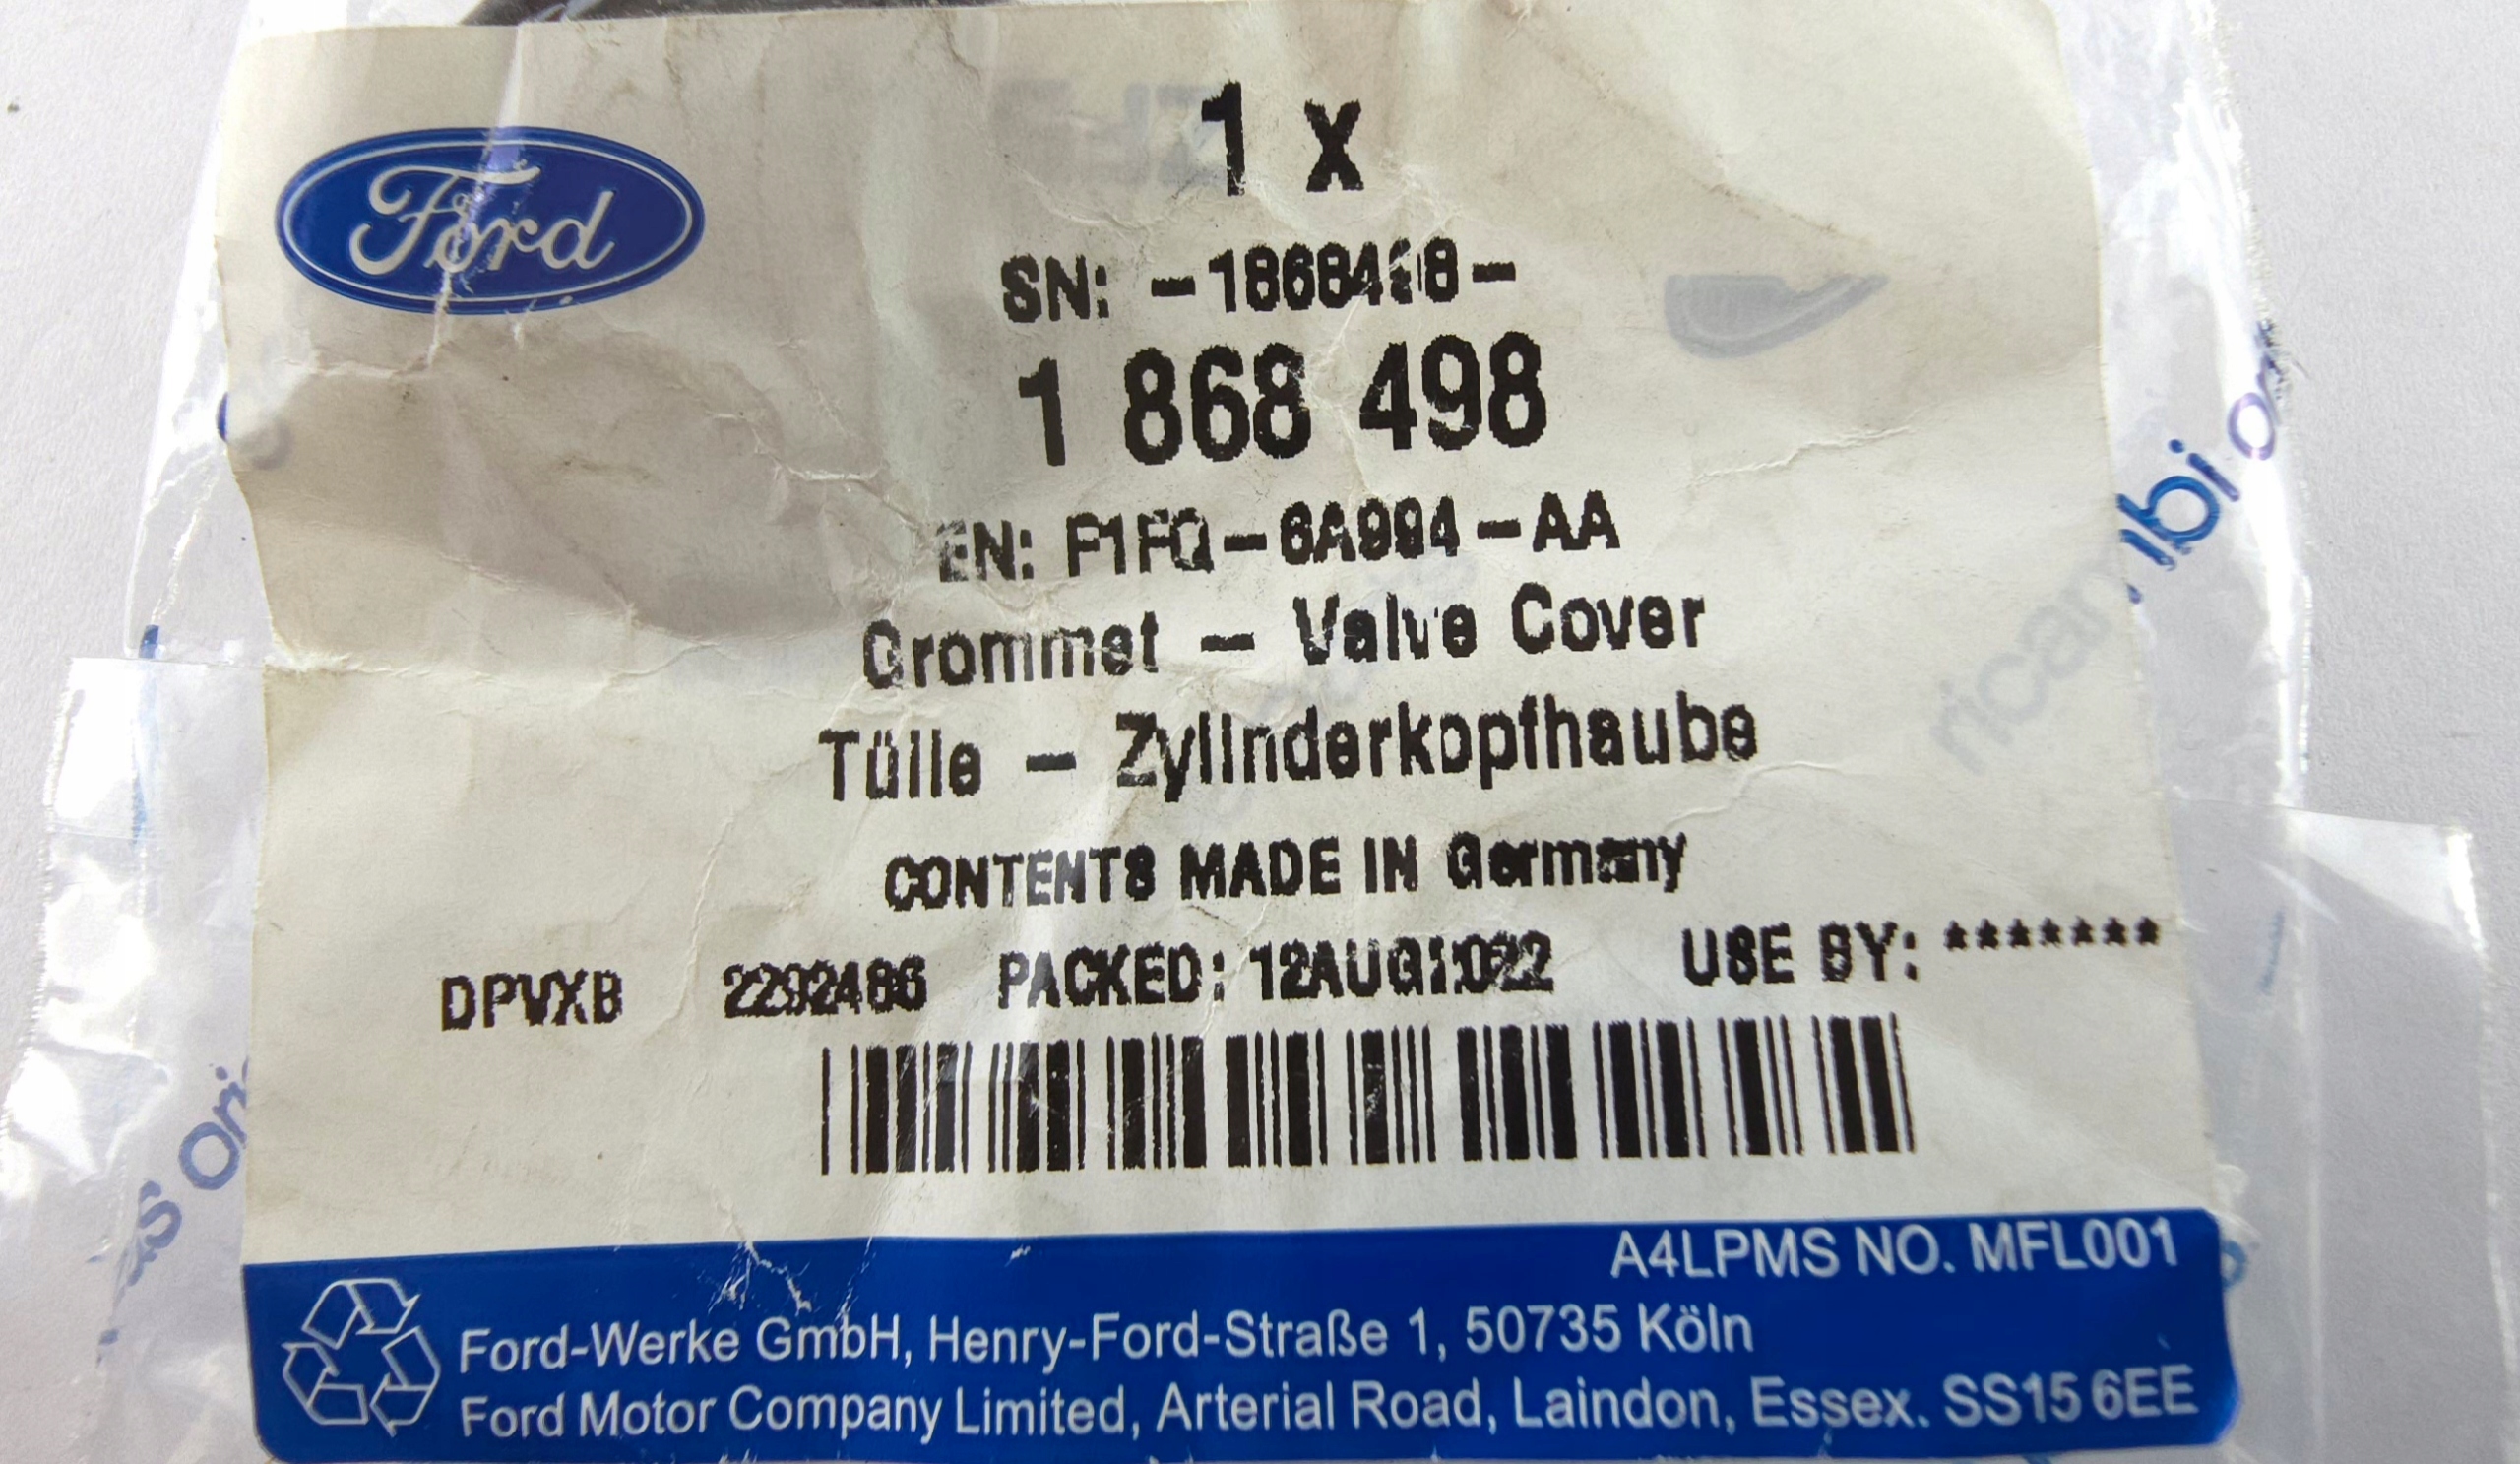 Ford
1 x
SN: -1868498-
1 868 498
EN: F1FQ-6A994-AA
Grommet - Valve Cover
Tülle - Zylinderkopfhaube
CONTENTS MADE IN Germany
DPVXB 2292486 PACKED: 12AUG2022 USE BY: *******
A4LPMS NO. MFL001
Ford-Werke GmbH, Henry-Ford-Straße 1, 50735 Köln
Ford Motor Company Limited, Arterial Road, Laindon, Essex. SS15 6EE